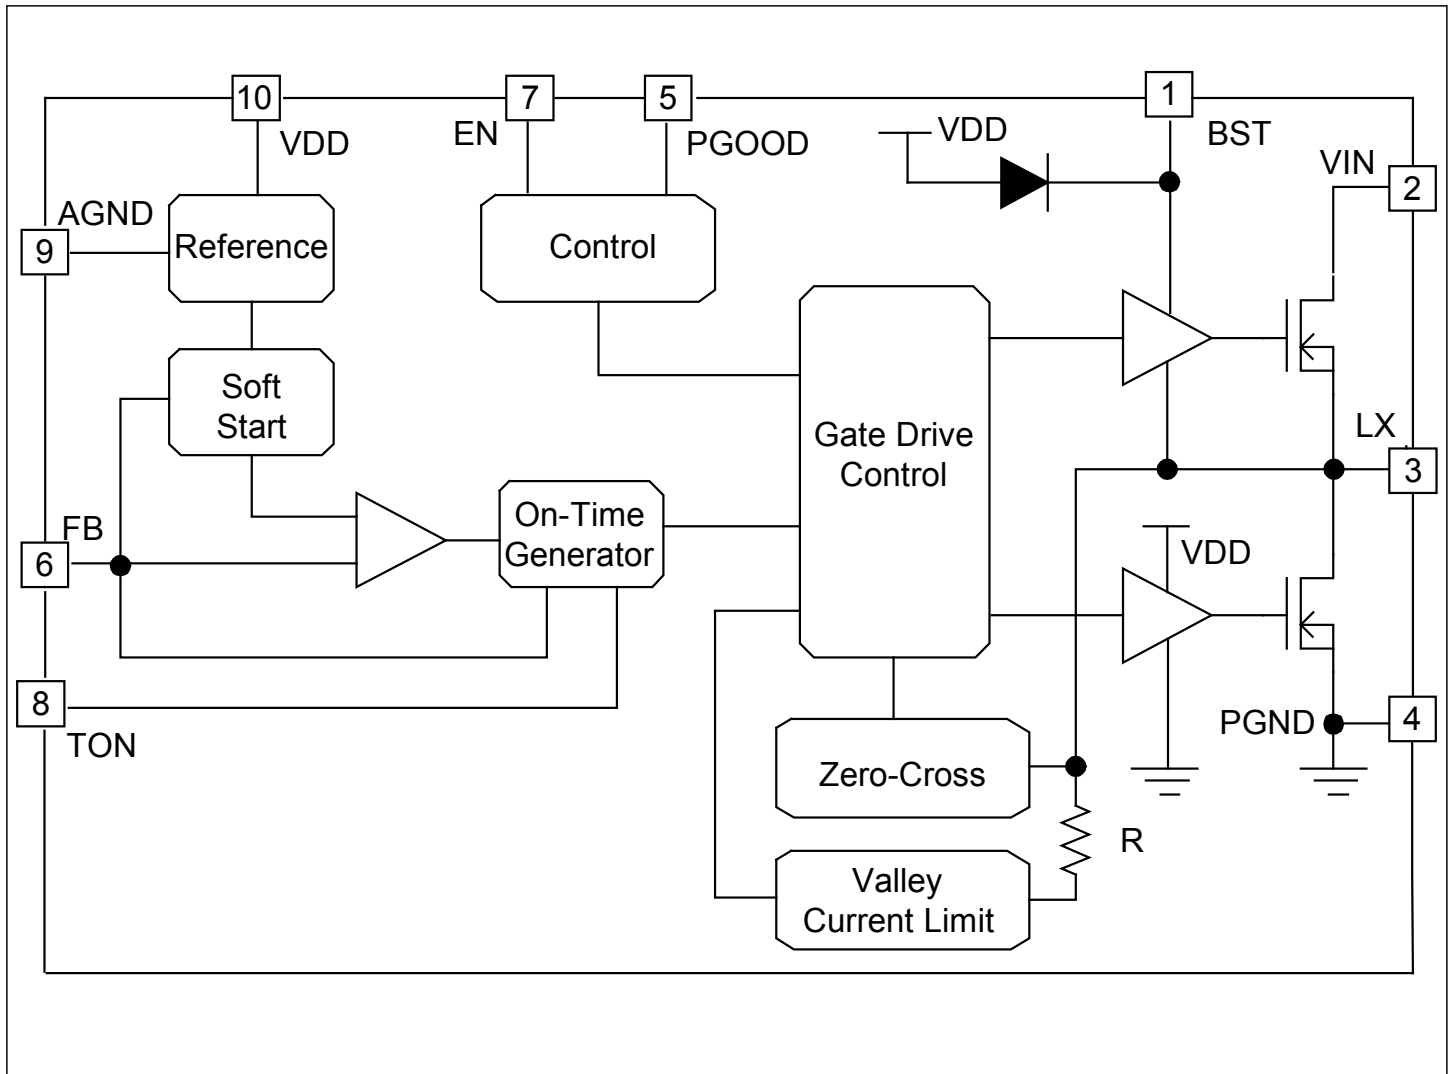 10
7
5
1
VDD
EN
PGOOD
VDD
BST
VIN
2
AGND
9
Reference
Control
Soft
Start
Gate Drive
Control
LX
3
FB
6
On-Time
Generator
VDD
8
TON
PGND
4
Zero-Cross
R
Valley
Current Limit